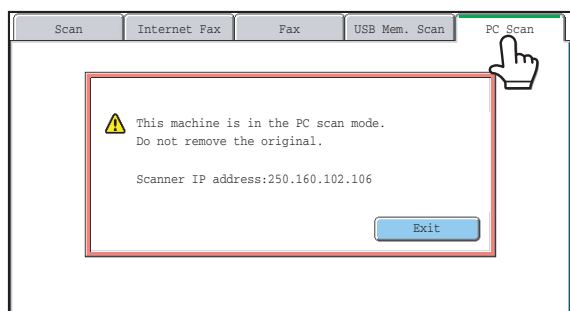 Scan
Internet Fax
Fax
USB Mem. Scan
PC Scan
This machine is in the PC scan mode.
Do not remove the original.
Scanner IP address:250.160.102.106
Exit